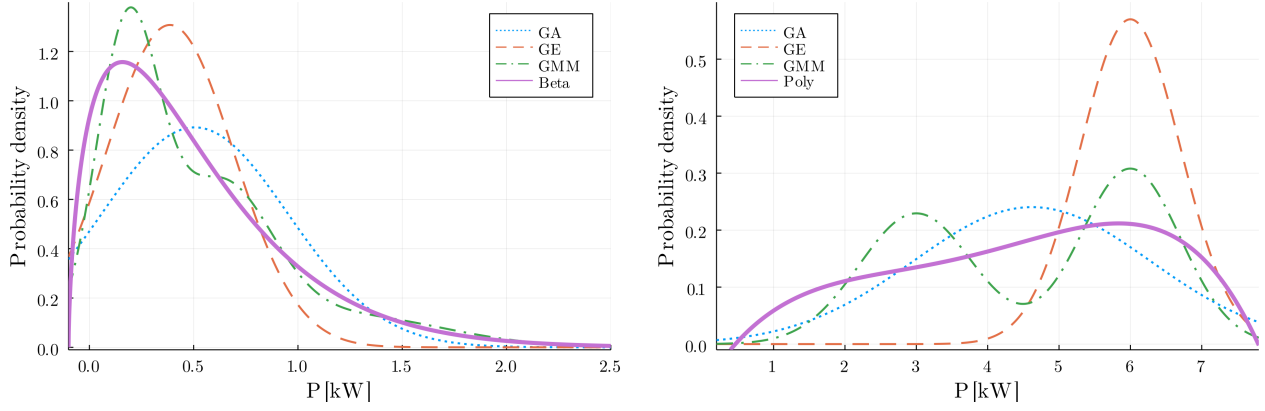 Probability density
1.2
1.0
0.8
0.6
0.4
0.2
0.0
0.0 0.5 1.0 1.5 2.0 2.5
P [kW]
GA
GE
GMM
Beta
Probability density
0.5
0.4
0.3
0.2
0.1
0.0
1 2 3 4 5 6 7
P [kW]
GA
GE
GMM
Poly